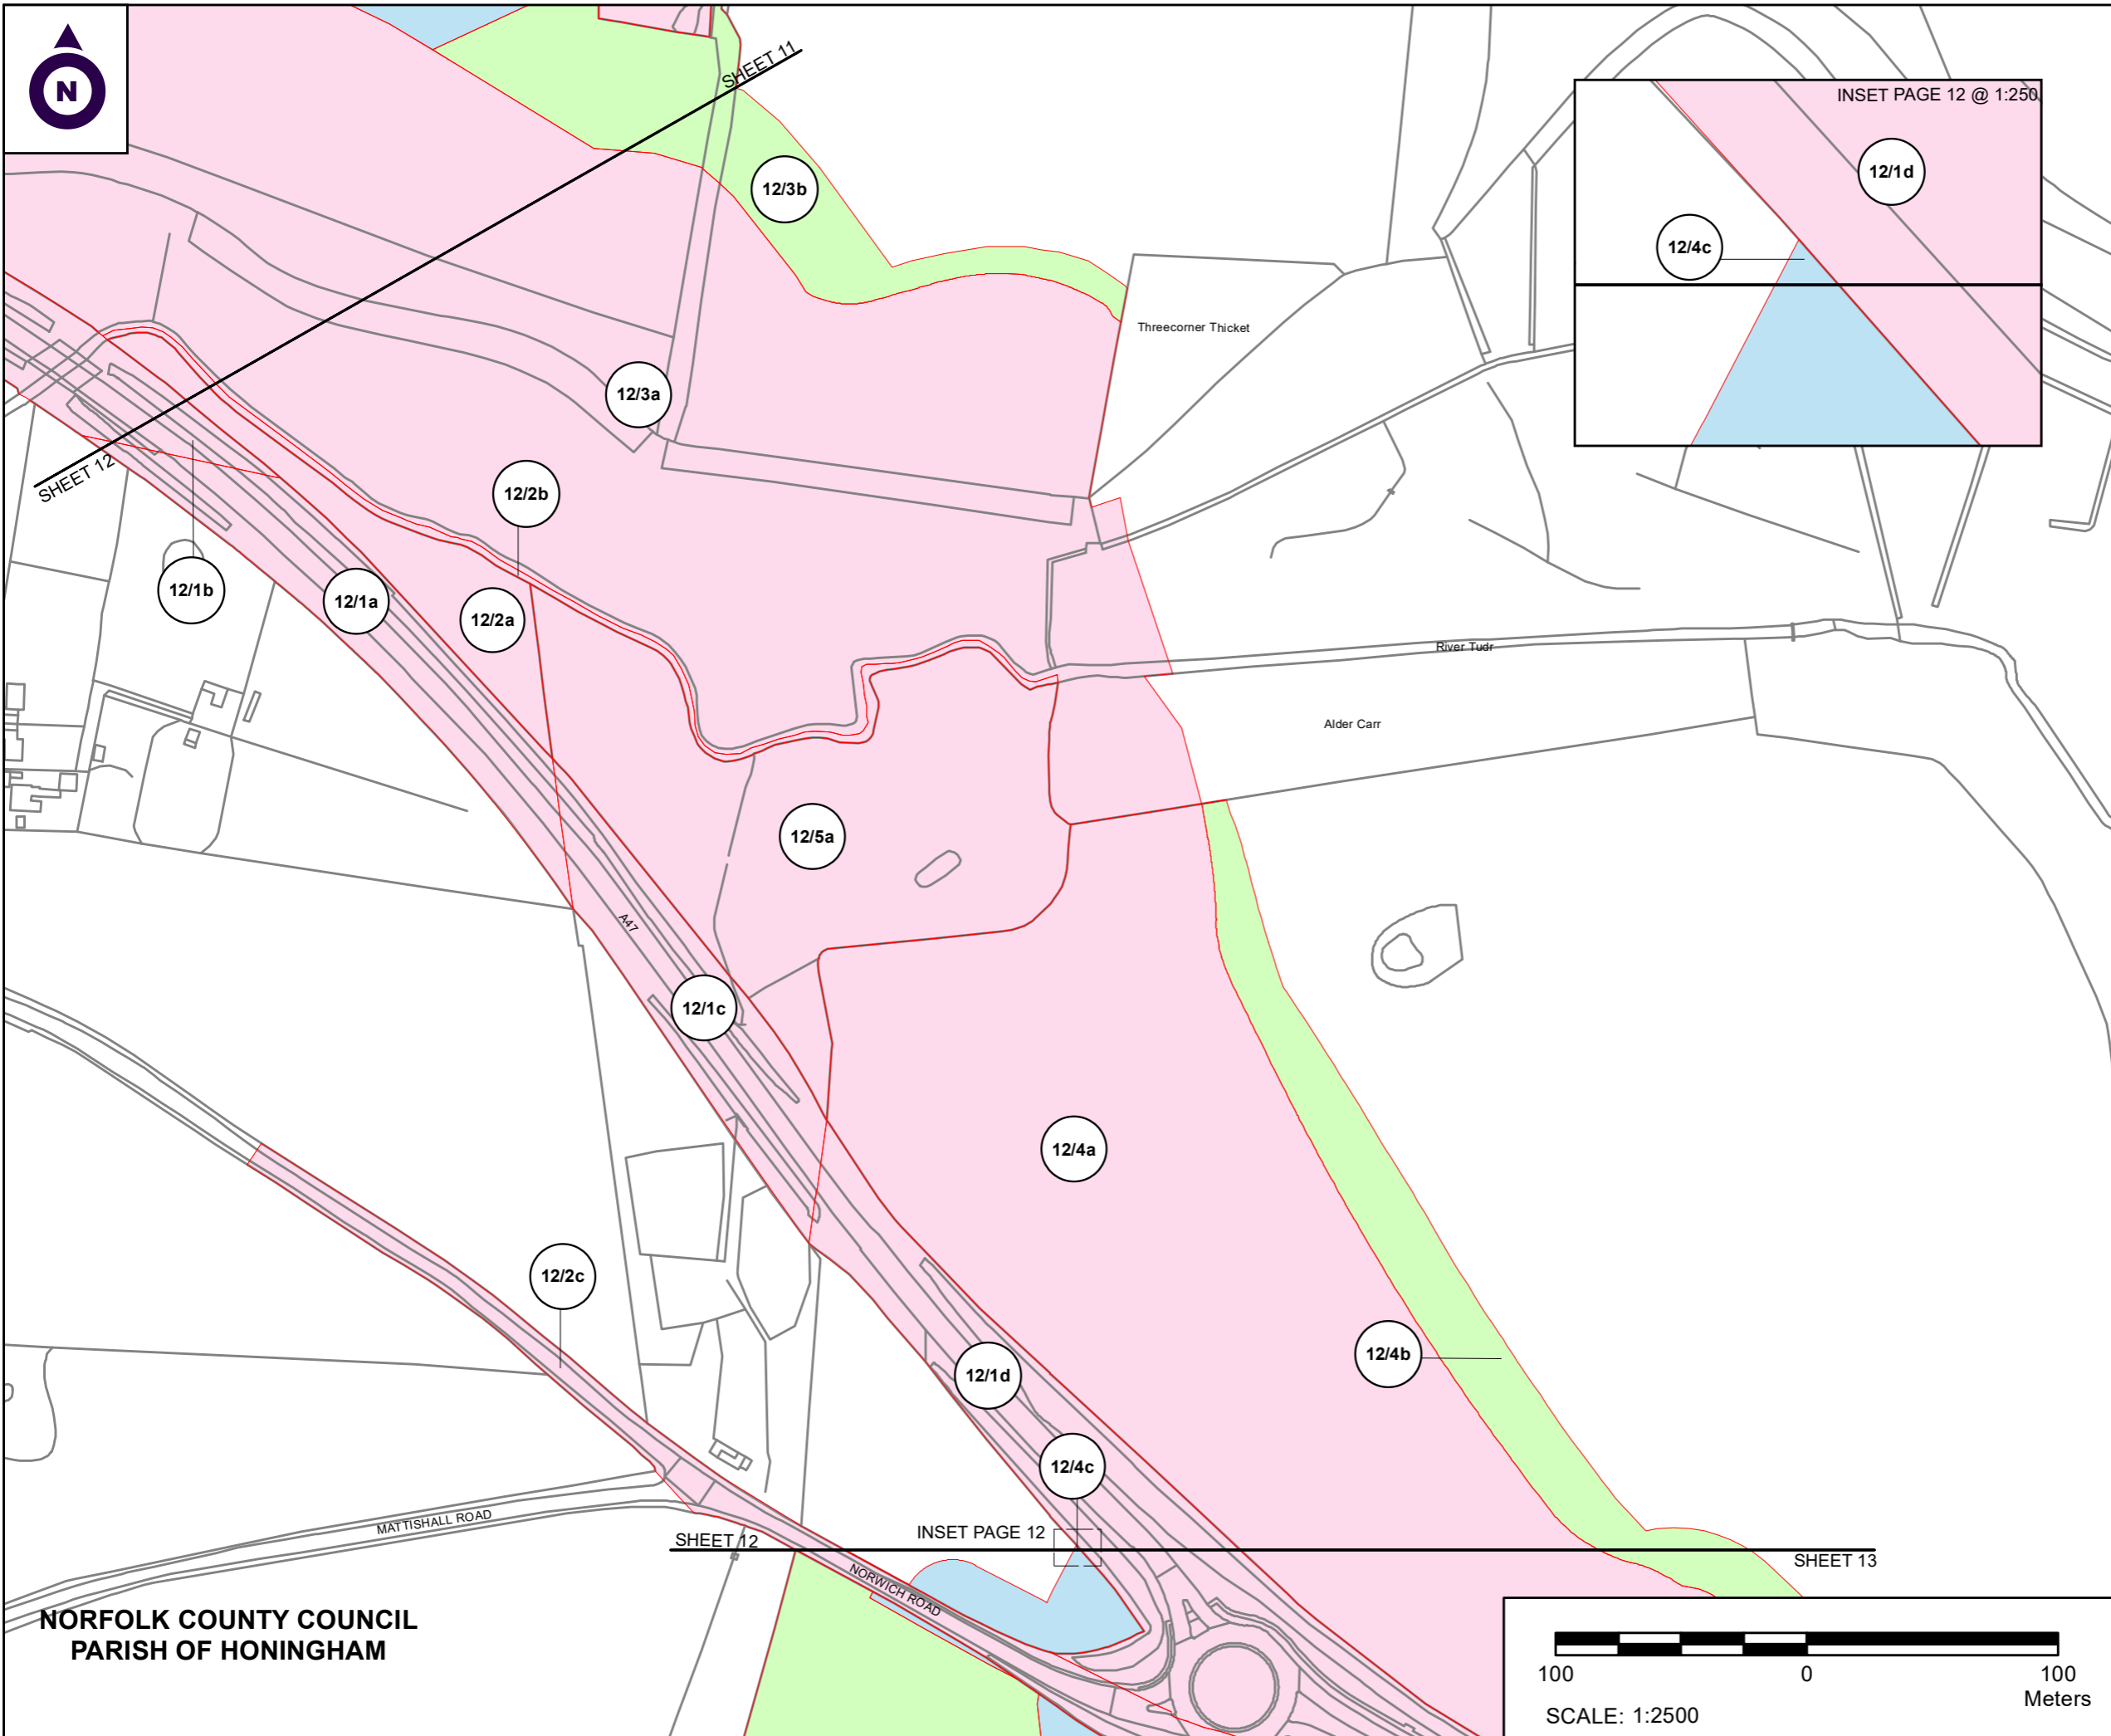 N
SHEET 11
INSET PAGE 12 @ 1:250
12/1d
12/4c
12/3b
Threecorner Thicket
12/3a
SHEET 12
12/2b
12/1b
12/1a
12/2a
River Tudr
Alder Carr
12/5a
A47
12/1c
12/4a
12/2c
12/4b
12/1d
12/4c
MATTISHALL ROAD
SHEET 12
INSET PAGE 12
SHEET 13
NORWICH ROAD
NORFOLK COUNTY COUNCIL
PARISH OF HONINGHAM
100 0 100
Meters
SCALE: 1:2500